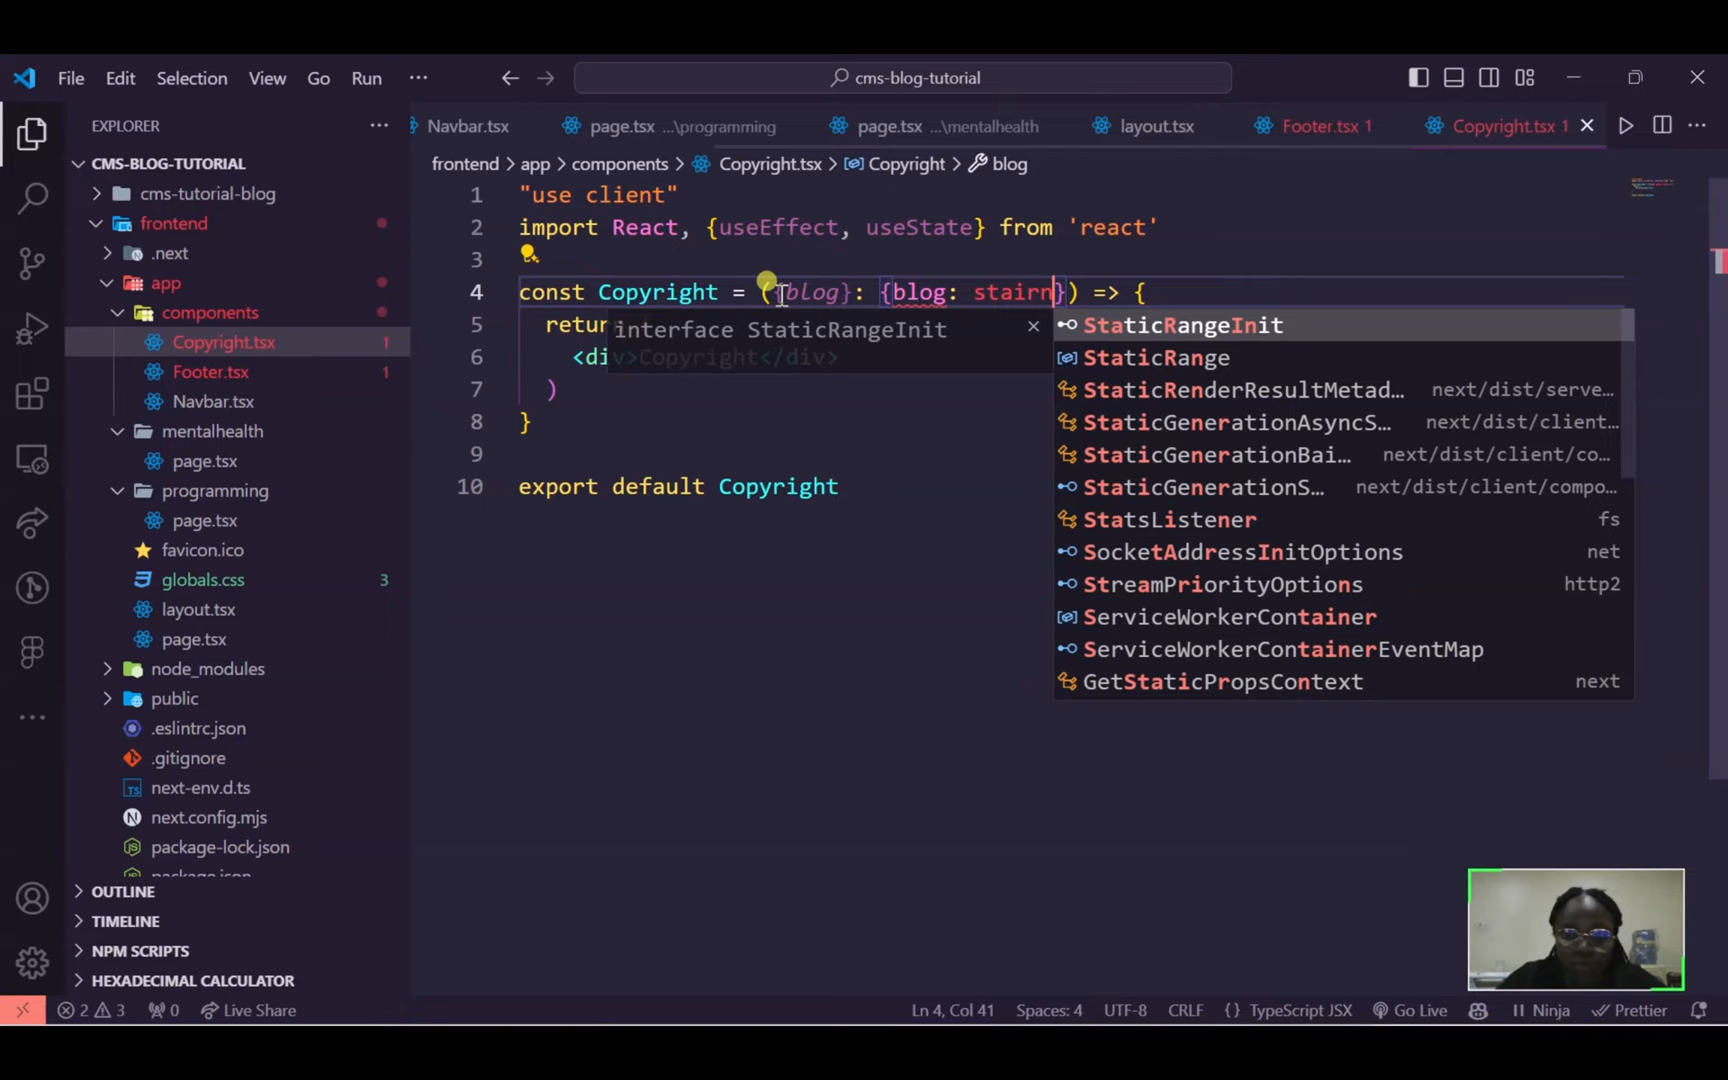 File Edit Selection View Go Run ··· cms-blog-tutorial
EXPLORER
CMS-BLOG-TUTORIAL
cms-tutorial-blog
frontend
.next
app
components
Copyright.tsx 1
Footer.tsx 1
Navbar.tsx
mentalhealth
page.tsx
programming
page.tsx
favicon.ico
globals.css 3
layout.tsx
page.tsx
node_modules
public
.eslintrc.json
.gitignore
next-env.d.ts
next.config.mjs
package-lock.json
OUTLINE
TIMELINE
NPM SCRIPTS
HEXADECIMAL CALCULATOR
Navbar.tsx page.tsx ...\programming page.tsx ...\mentalhealth layout.tsx Footer.tsx 1 Copyright.tsx 1
frontend > app > components > Copyright.tsx > Copyright > blog
1 "use client"
2 import React, {useEffect, useState} from 'react'
3
4 const Copyright = ({blog}: {blog: stairn}) => {
5 retur
6 <div>Copyright</div>
7 )
8 }
9
10 export default Copyright
interface StaticRangeInit
StaticRangeInit
StaticRange
StaticRenderResultMetad... next/dist/serve...
StaticGenerationAsyncS... next/dist/client...
StaticGenerationBai... next/dist/client/co...
StaticGenerationS... next/dist/client/compo...
StatsListener fs
SocketAddressInitOptions net
StreamPriorityOptions http2
ServiceWorkerContainer
ServiceWorkerContainerEventMap
GetStaticPropsContext next
2 3 0 Live Share Ln 4, Col 41 Spaces: 4 UTF-8 CRLF {} TypeScript JSX Go Live Ninja Prettier